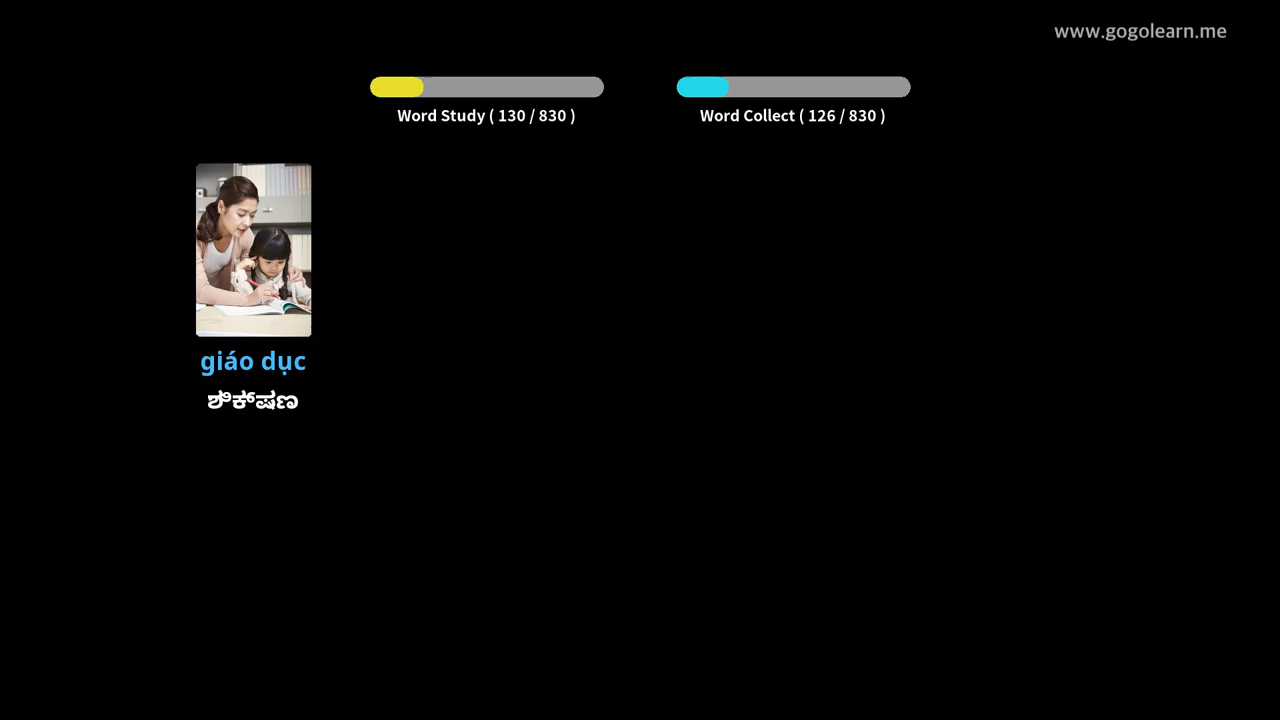 www.gogolearn.me
Word Study ( 130 / 830 )
Word Collect ( 126 / 830 )
giáo dục
ಶಿಕ್ಷಣ